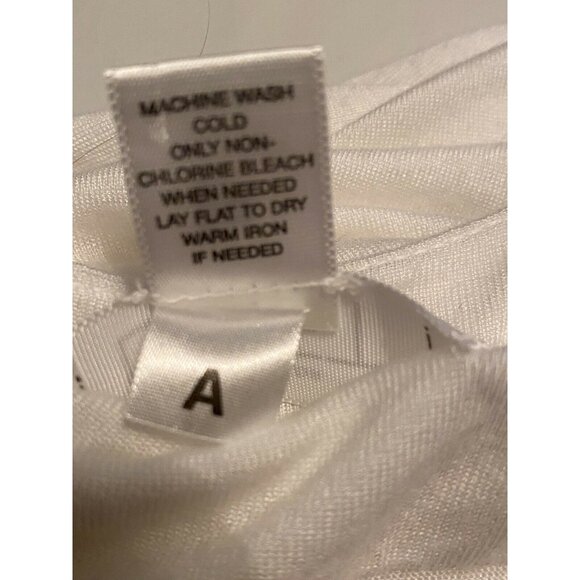 MACHINE WASH
COLD
ONLY NON-
CHLORINE BLEACH
WHEN NEEDED
LAY FLAT TO DRY
WARM IRON
IF NEEDED
A
i